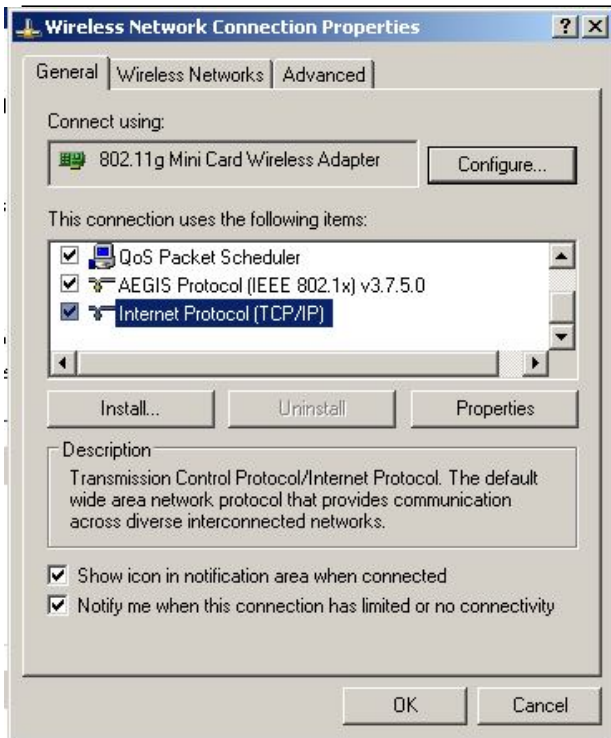 Wireless Network Connection Properties
General Wireless Networks Advanced
Connect using:
802.11g Mini Card Wireless Adapter Configure...
This connection uses the following items:
QoS Packet Scheduler
AEGIS Protocol (IEEE 802.1x) v3.7.5.0
Internet Protocol (TCP/IP)
Install... Uninstall Properties
Description
Transmission Control Protocol/Internet Protocol. The default
wide area network protocol that provides communication
across diverse interconnected networks.
Show icon in notification area when connected
Notify me when this connection has limited or no connectivity
OK Cancel